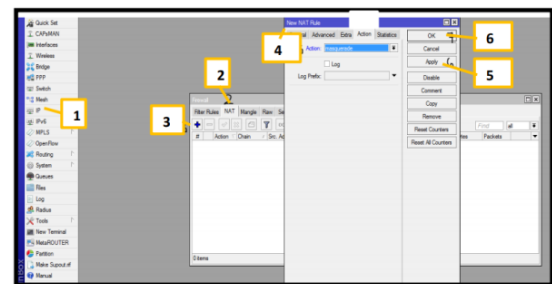 Quick Set
CAPsMAN
Interfaces
Wireless
Bridge
PPP
Switch
Mesh
IP
IPv6
MPLS
OpenFlow
Routing
System
Queues
Files
Log
Radius
Tools
New Terminal
MetaROUTER
Partition
Make Supout.rif
Manual
1
2
3
Filter Rules NAT Mangle Raw
# Action Chain Src. Ac
0 items
New NAT Rule
4
Advanced Extra Action Statistics
Action: masquerade
Log
Log Prefix:
OK
Cancel
Apply
Disable
Comment
Copy
Remove
Reset Counters
Reset All Counters
6
5
Find all
Packets